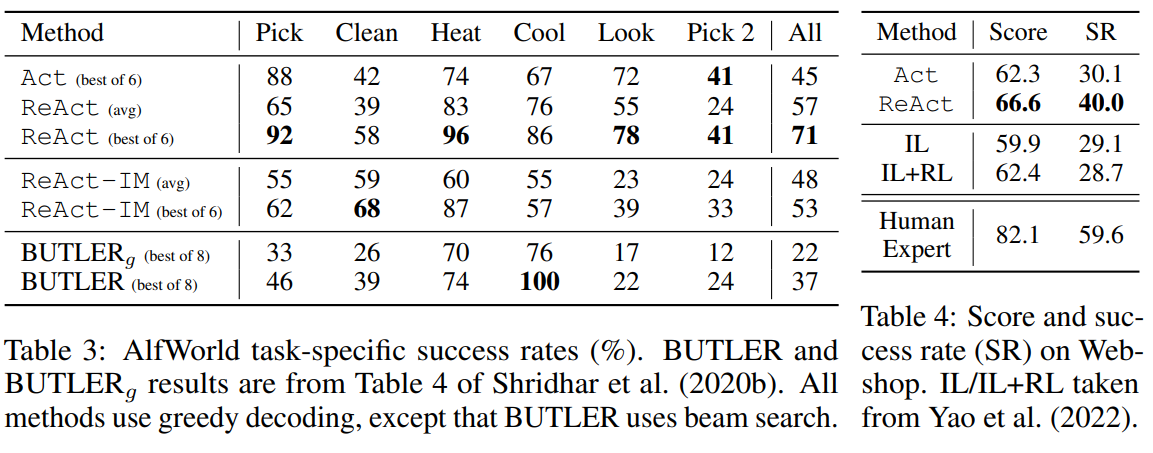 Method Pick Clean Heat Cool Look Pick 2 All
Act (best of 6) 88 42 74 67 72 41 45
ReAct (avg) 65 39 83 76 55 24 57
ReAct (best of 6) 92 58 96 86 78 41 71
ReAct-IM (avg) 55 59 60 55 23 24 48
ReAct-IM (best of 6) 62 68 87 57 39 33 53
BUTLERg (best of 8) 33 26 70 76 17 12 22
BUTLER (best of 8) 46 39 74 100 22 24 37
Table 3: AlfWorld task-specific success rates (%). BUTLER and
BUTLERg results are from Table 4 of Shridhar et al. (2020b). All
methods use greedy decoding, except that BUTLER uses beam search.
Method Score SR
Act 62.3 30.1
ReAct 66.6 40.0
IL 59.9 29.1
IL+RL 62.4 28.7
Human
Expert 82.1 59.6
Table 4: Score and suc-
cess rate (SR) on Web-
shop. IL/IL+RL taken
from Yao et al. (2022).